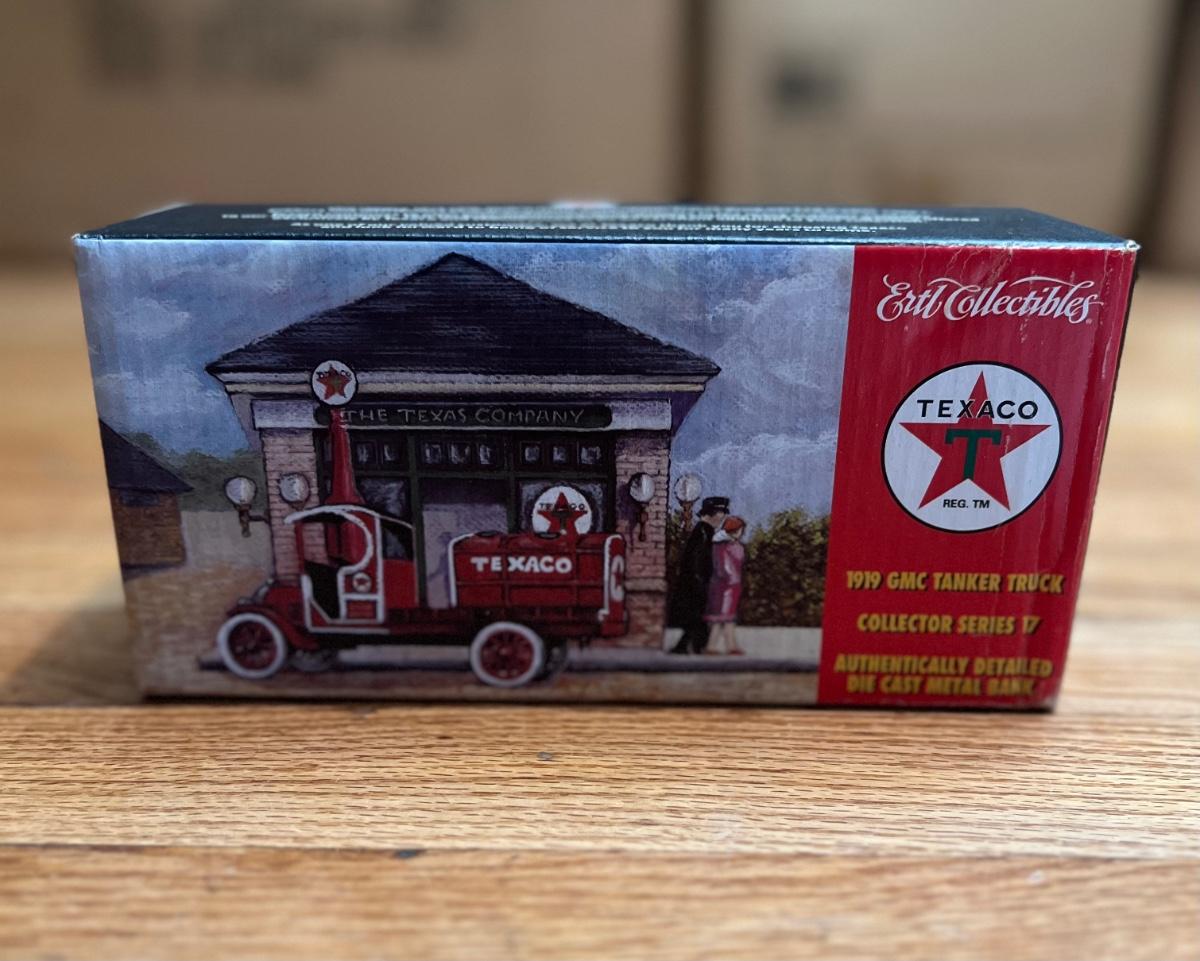 THE TEXAS COMPANY
TEXACO
TEXACO
Ertl Collectibles
TEXACO
T
REG. TM
1919 GMC TANKER TRUCK
COLLECTOR SERIES 17
AUTHENTICALLY DETAILED
DIE CAST METAL BANK